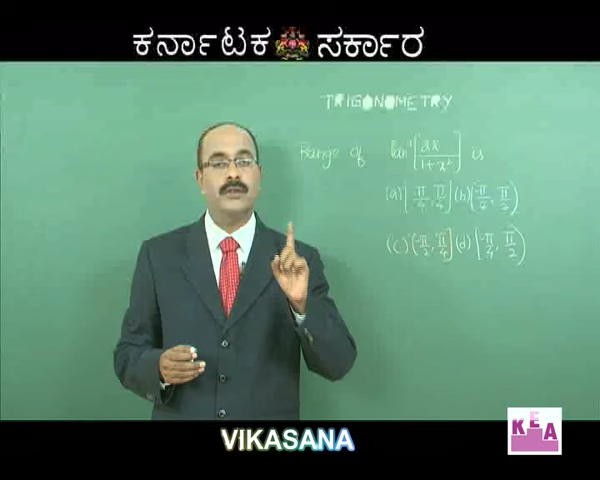 ಕರ್ನಾಟಕ ಸರ್ಕಾರ
TRIGONOMETRY
Range of tan⁻¹[2x/(1+x²)] is
(a) [-π/4, π/4] (b) (-π/2, π/2)
(c) (-π/2, π/4] (d) [-π/4, π/2)
VIKASANA
KEA